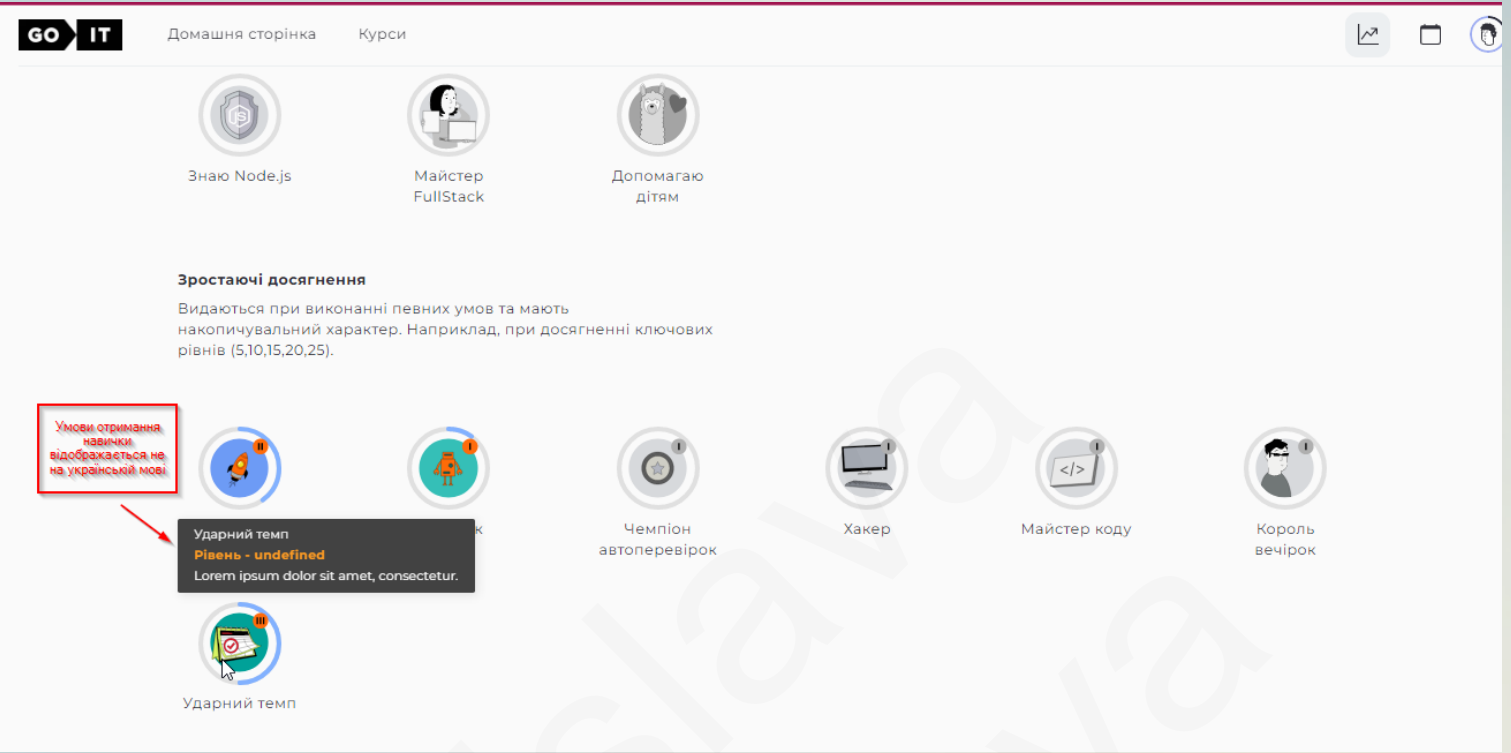 GO IT
Домашня сторінка
Курси
JS
Знаю Node.js
Майстер
FullStack
Допомагаю
дітям
Зростаючі досягнення
Видаються при виконанні певних умов та мають
накопичувальний характер. Наприклад, при досягненні ключових
рівнів (5,10,15,20,25).
Умови отримання
навички
відображається не
на українській мові
II
I
I
I
I
I
</>
к
Чемпіон
автоперевірок
Хакер
Майстер коду
Король
вечірок
Ударний темп
Рівень - undefined
Lorem ipsum dolor sit amet, consectetur.
III
Ударний темп